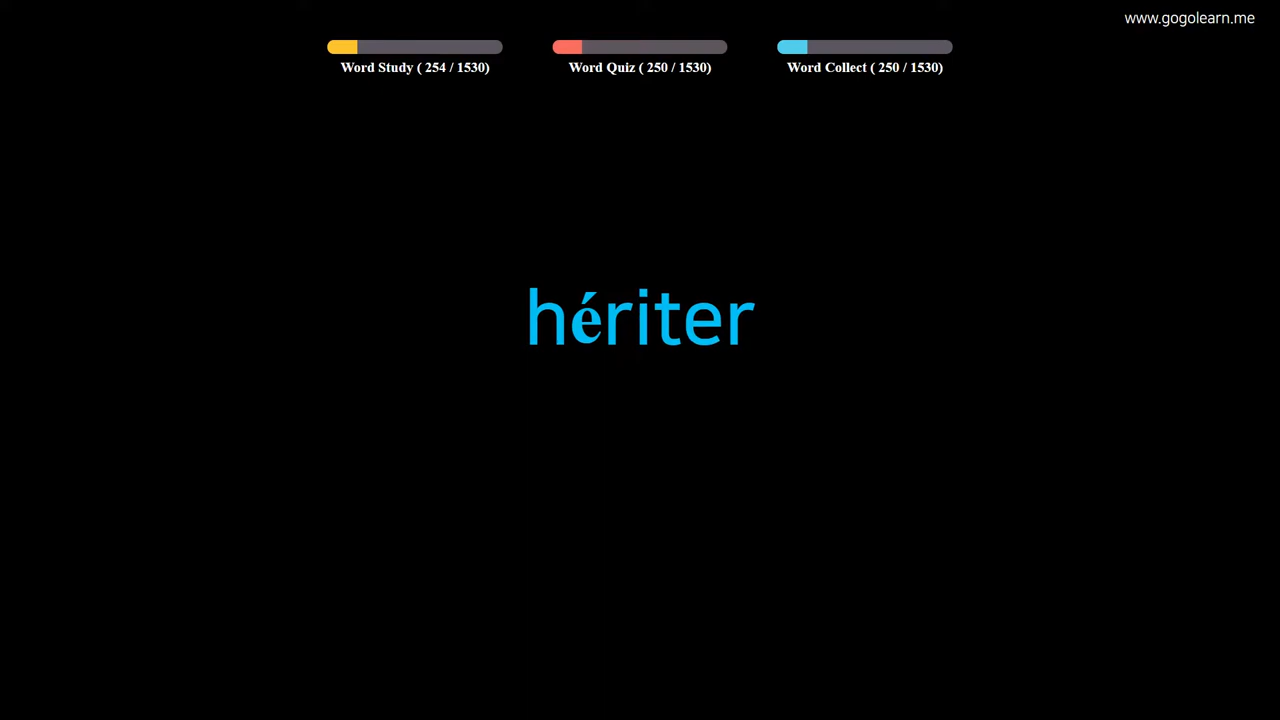 www.gogolearn.me
Word Study ( 254 / 1530)
Word Quiz ( 250 / 1530)
Word Collect ( 250 / 1530)
hériter